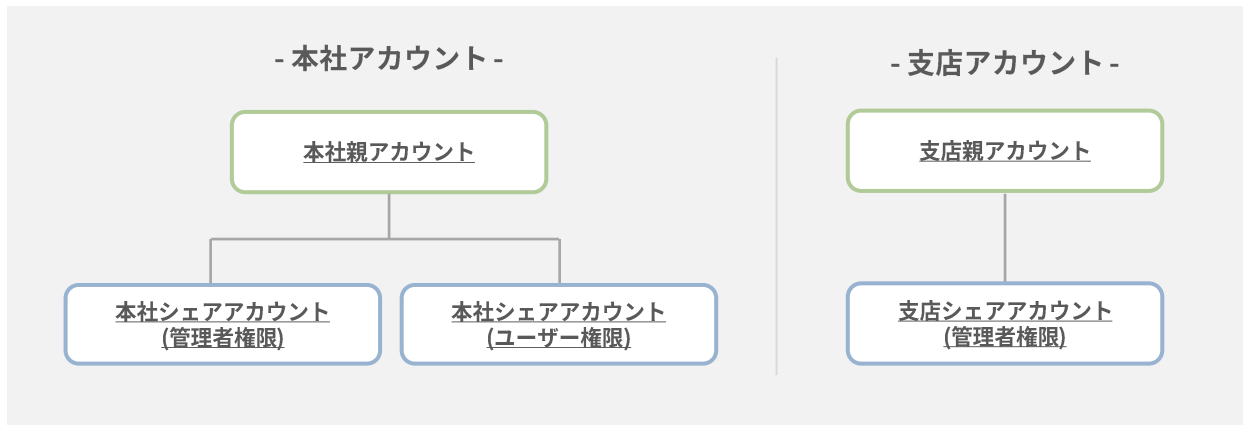 - 本社アカウント -
本社親アカウント
本社シェアアカウント
(管理者権限)
本社シェアアカウント
(ユーザー権限)
- 支店アカウント -
支店親アカウント
支店シェアアカウント
(管理者権限)